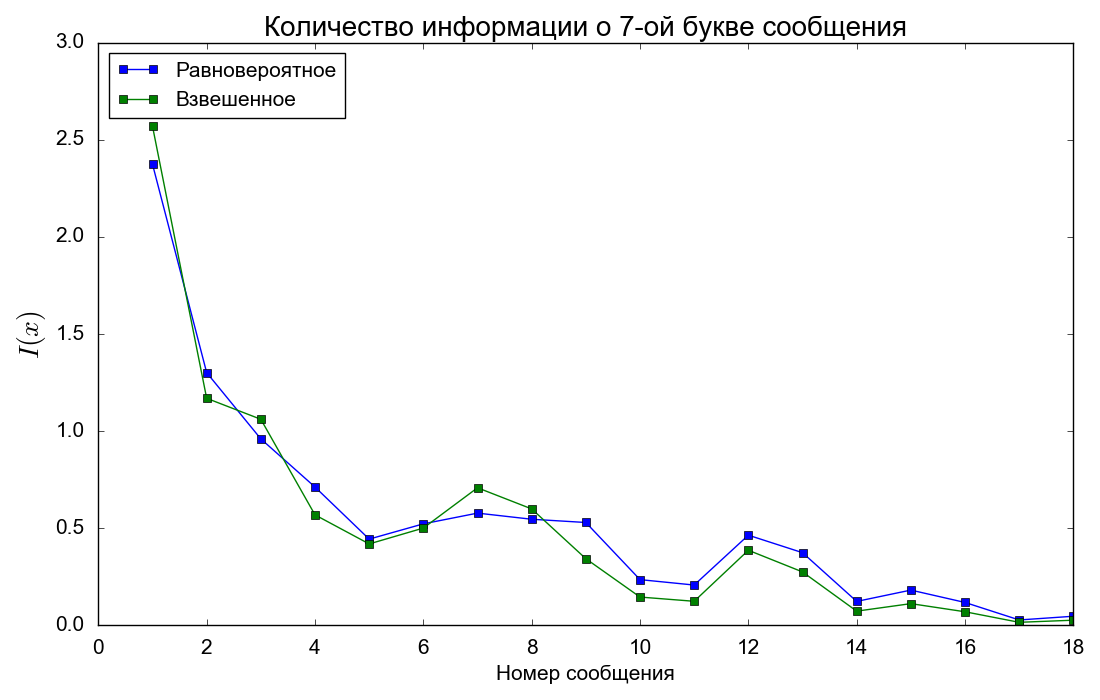 Количество информации о 7-ой букве сообщения
3.0
Равновероятное
Взвешенное
2.5
2.0
1.5
I(x)
1.0
0.5
0.0
0 2 4 6 8 10 12 14 16 18
Номер сообщения